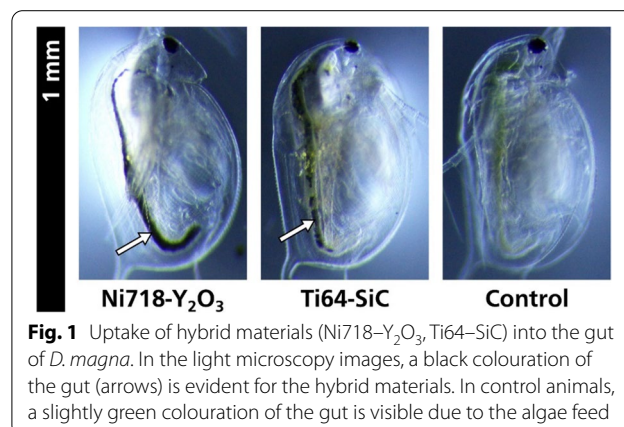 1 mm
Ni718-Y₂O₃ Ti64-SiC Control
Fig. 1 Uptake of hybrid materials (Ni718–Y₂O₃, Ti64–SiC) into the gut
of D. magna. In the light microscopy images, a black colouration of
the gut (arrows) is evident for the hybrid materials. In control animals,
a slightly green colouration of the gut is visible due to the algae feed